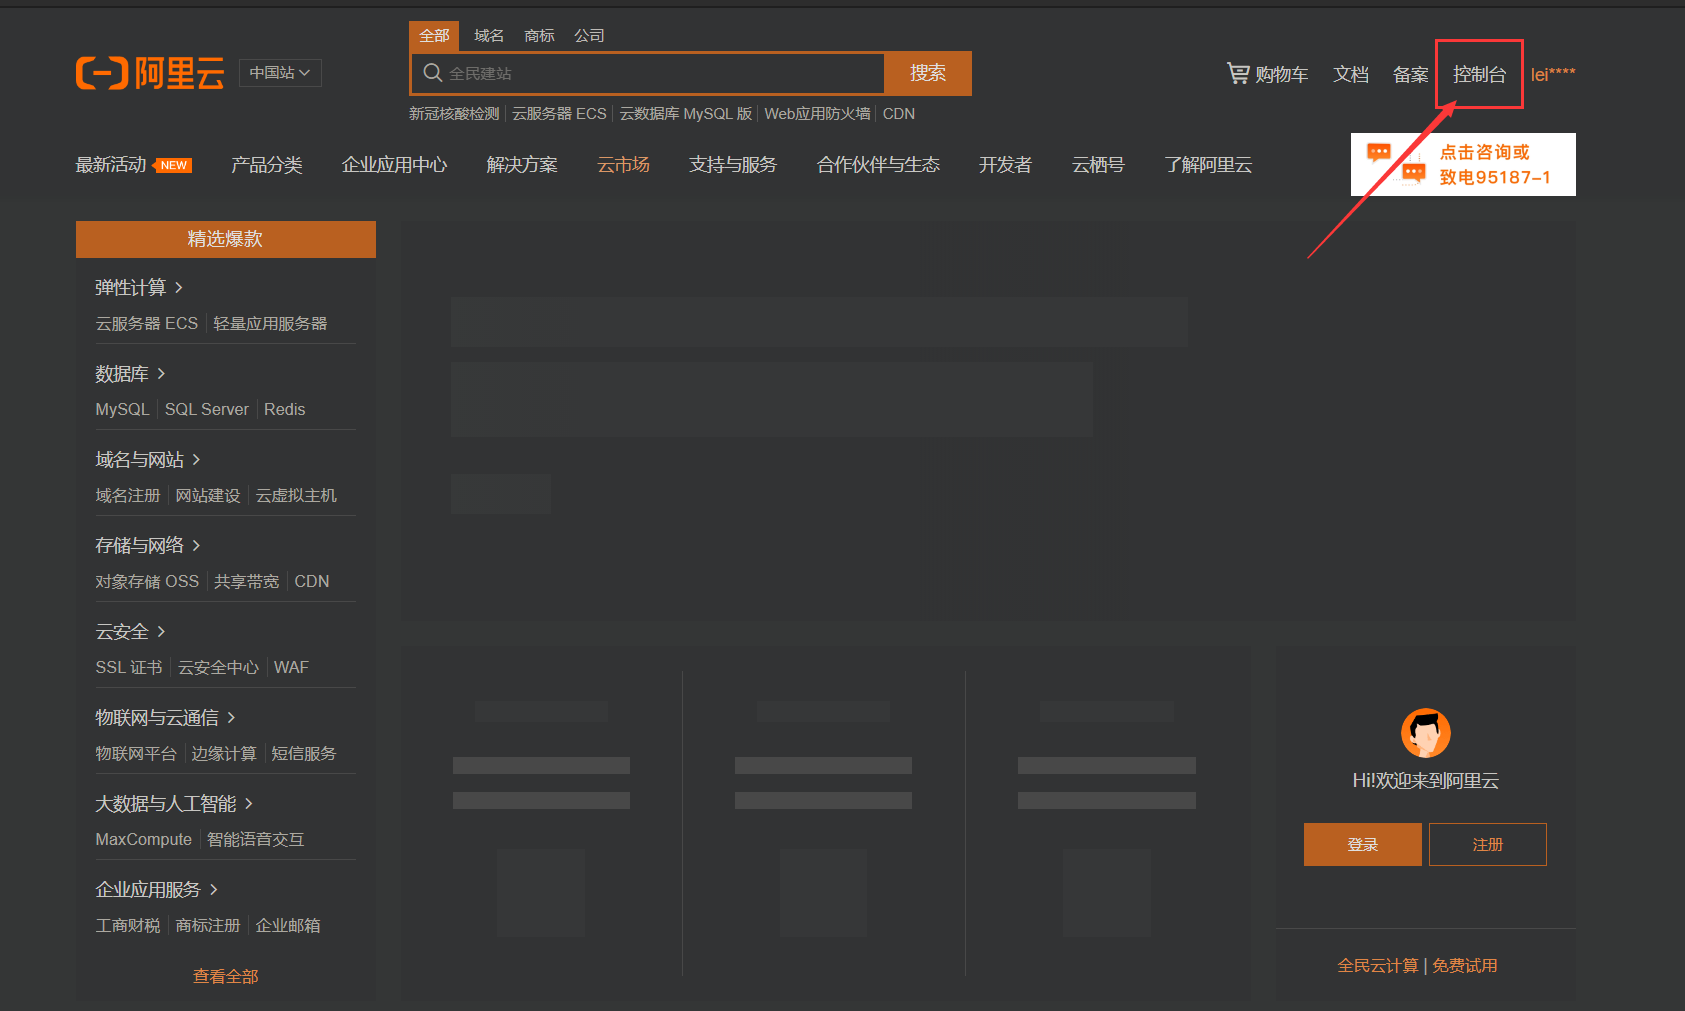 全部 域名 商标 公司
阿里云 中国站
全民建站 搜索
购物车 文档 备案 控制台 lei****
新冠核酸检测 云服务器 ECS 云数据库 MySQL 版 Web应用防火墙 CDN
最新活动 NEW 产品分类 企业应用中心 解决方案 云市场 支持与服务 合作伙伴与生态 开发者 云栖号 了解阿里云
点击咨询或
致电95187-1
精选爆款
弹性计算
云服务器 ECS 轻量应用服务器
数据库
MySQL SQL Server Redis
域名与网站
域名注册 网站建设 云虚拟主机
存储与网络
对象存储 OSS 共享带宽 CDN
云安全
SSL 证书 云安全中心 WAF
物联网与云通信
物联网平台 边缘计算 短信服务
大数据与人工智能
MaxCompute 智能语音交互
企业应用服务
工商财税 商标注册 企业邮箱
查看全部
Hi!欢迎来到阿里云
登录 注册
全民云计算 | 免费试用